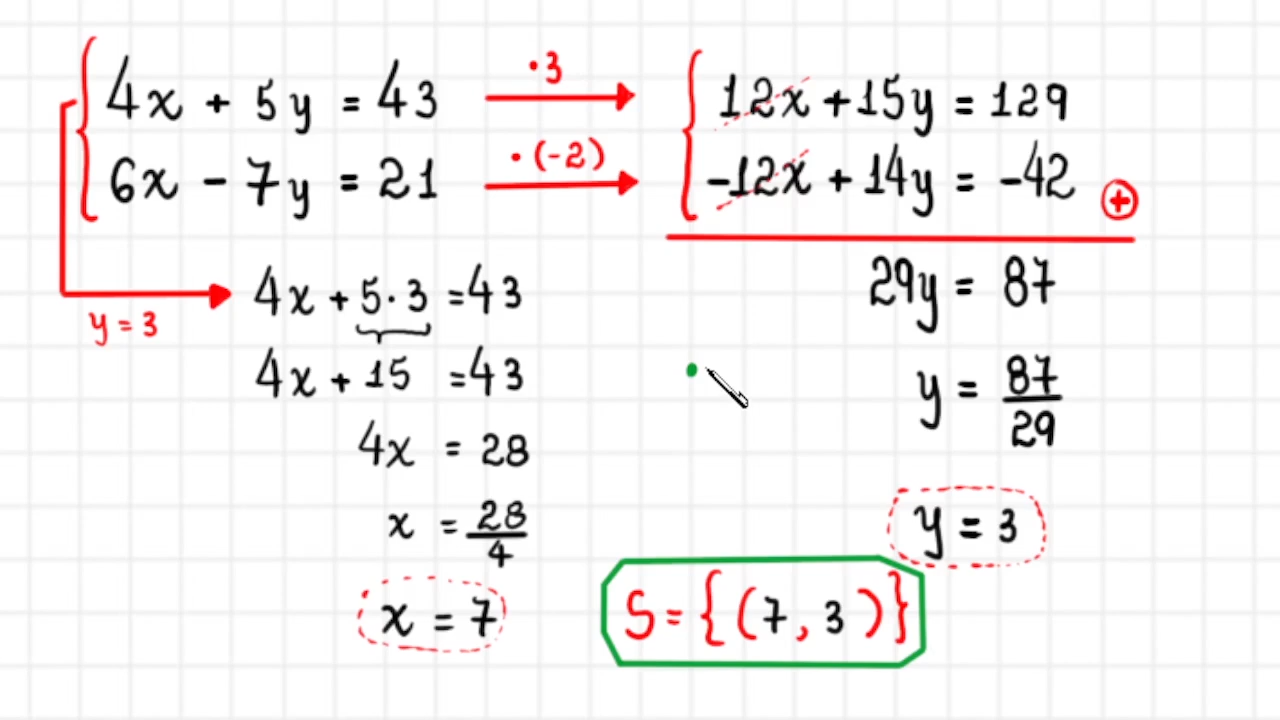 4x + 5y = 43
·3
12x + 15y = 129
6x - 7y = 21
·(-2)
-12x + 14y = -42
+
29y = 87
y = 3
4x + 5·3 = 43
4x + 15 = 43
y = 87/29
4x = 28
x = 28/4
y = 3
x = 7
S = {(7, 3)}